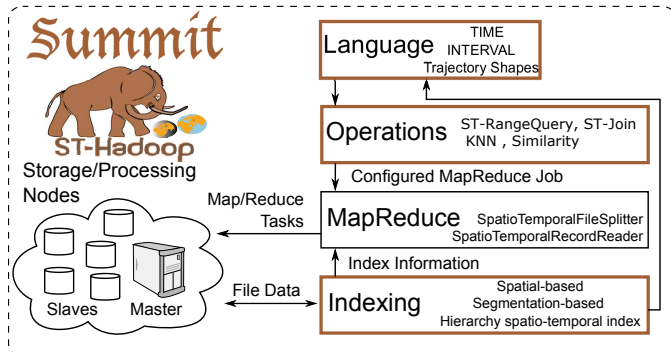 Summit
ST-Hadoop
Storage/Processing
Nodes
Slaves
Master
Map/Reduce
Tasks
File Data
Language
TIME
INTERVAL
Trajectory Shapes
Operations
ST-RangeQuery, ST-Join
KNN , Similarity
Configured MapReduce Job
MapReduce
SpatioTemporalFileSplitter
SpatioTemporalRecordReader
Index Information
Indexing
Spatial-based
Segmentation-based
Hierarchy spatio-temporal index